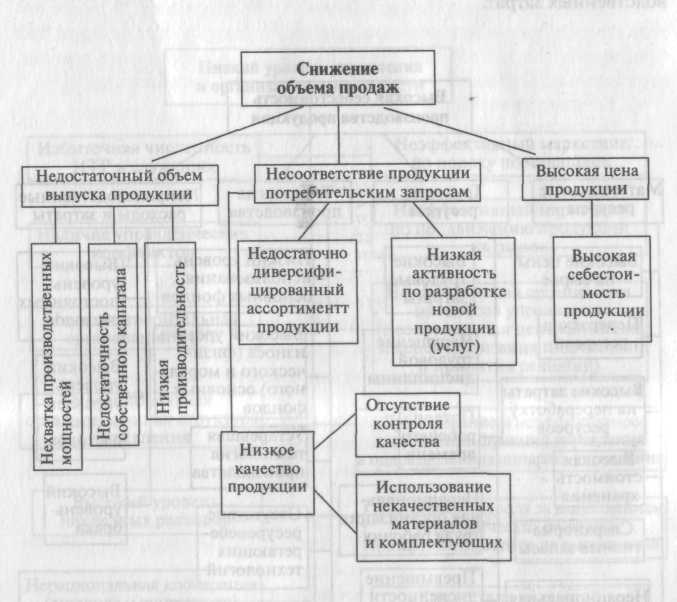 Снижение
объема продаж
Недостаточный объем
выпуска продукции
Несоответствие продукции
потребительским запросам
Высокая цена
продукции
Нехватка производственных
мощностей
Недостаточность
собственного капитала
Низкая
производительность
Недостаточно
диверсифи-
цированный
ассортиментт
продукции
Низкая
активность
по разработке
новой
продукции
(услуг)
Высокая
себестои-
мость
продукции
Низкое
качество
продукции
Отсутствие
контроля
качества
Использование
некачественных
материалов
и комплектующих